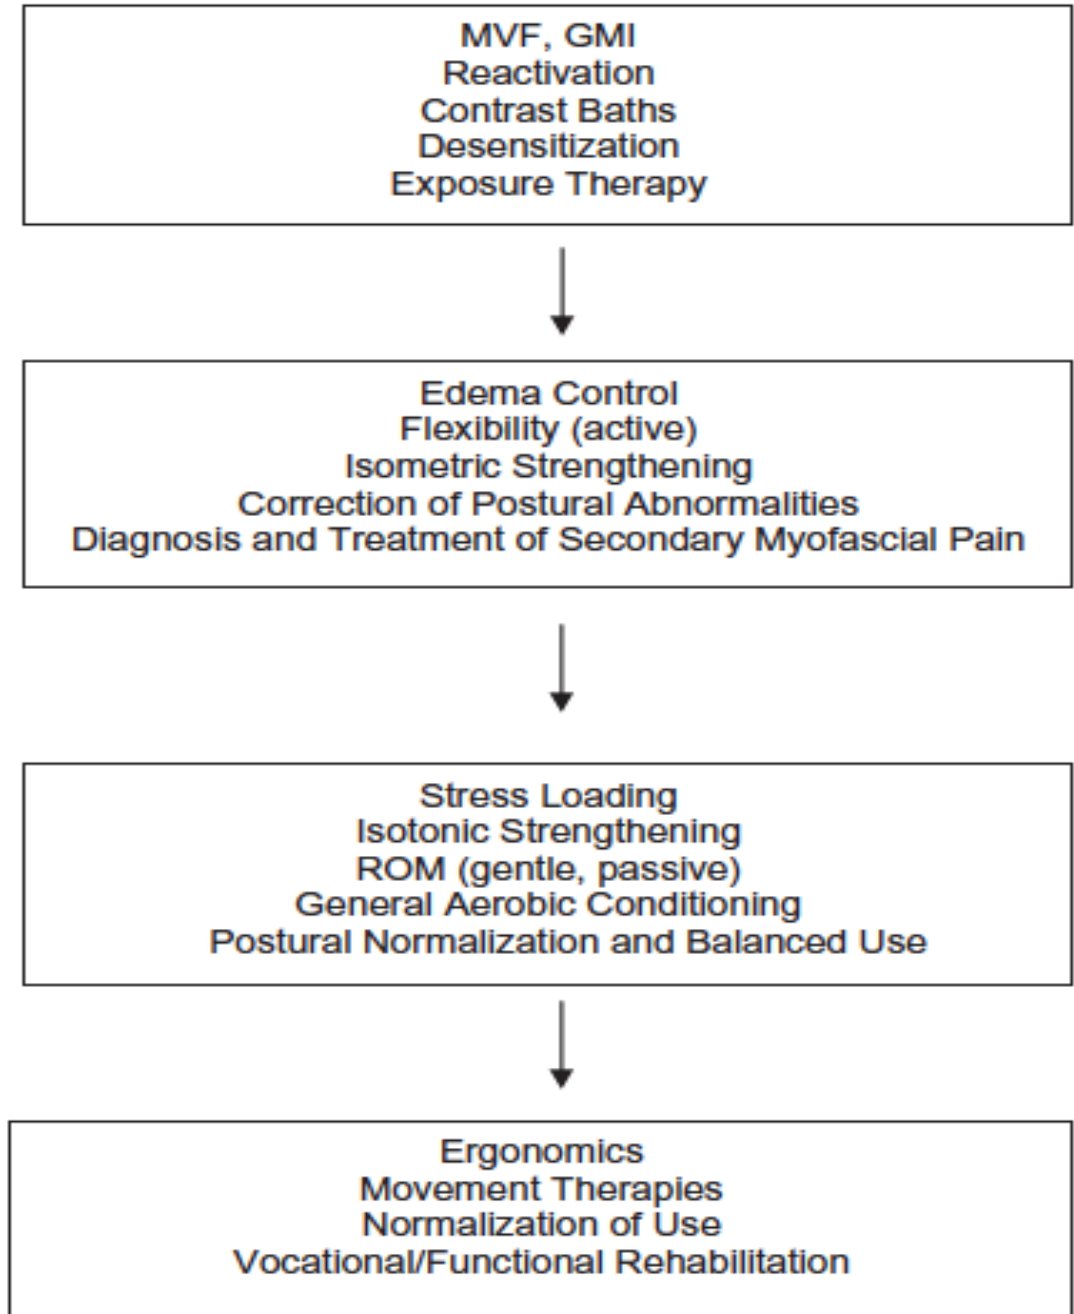 MVF, GMI
Reactivation
Contrast Baths
Desensitization
Exposure Therapy
Edema Control
Flexibility (active)
Isometric Strengthening
Correction of Postural Abnormalities
Diagnosis and Treatment of Secondary Myofascial Pain
Stress Loading
Isotonic Strengthening
ROM (gentle, passive)
General Aerobic Conditioning
Postural Normalization and Balanced Use
Ergonomics
Movement Therapies
Normalization of Use
Vocational/Functional Rehabilitation